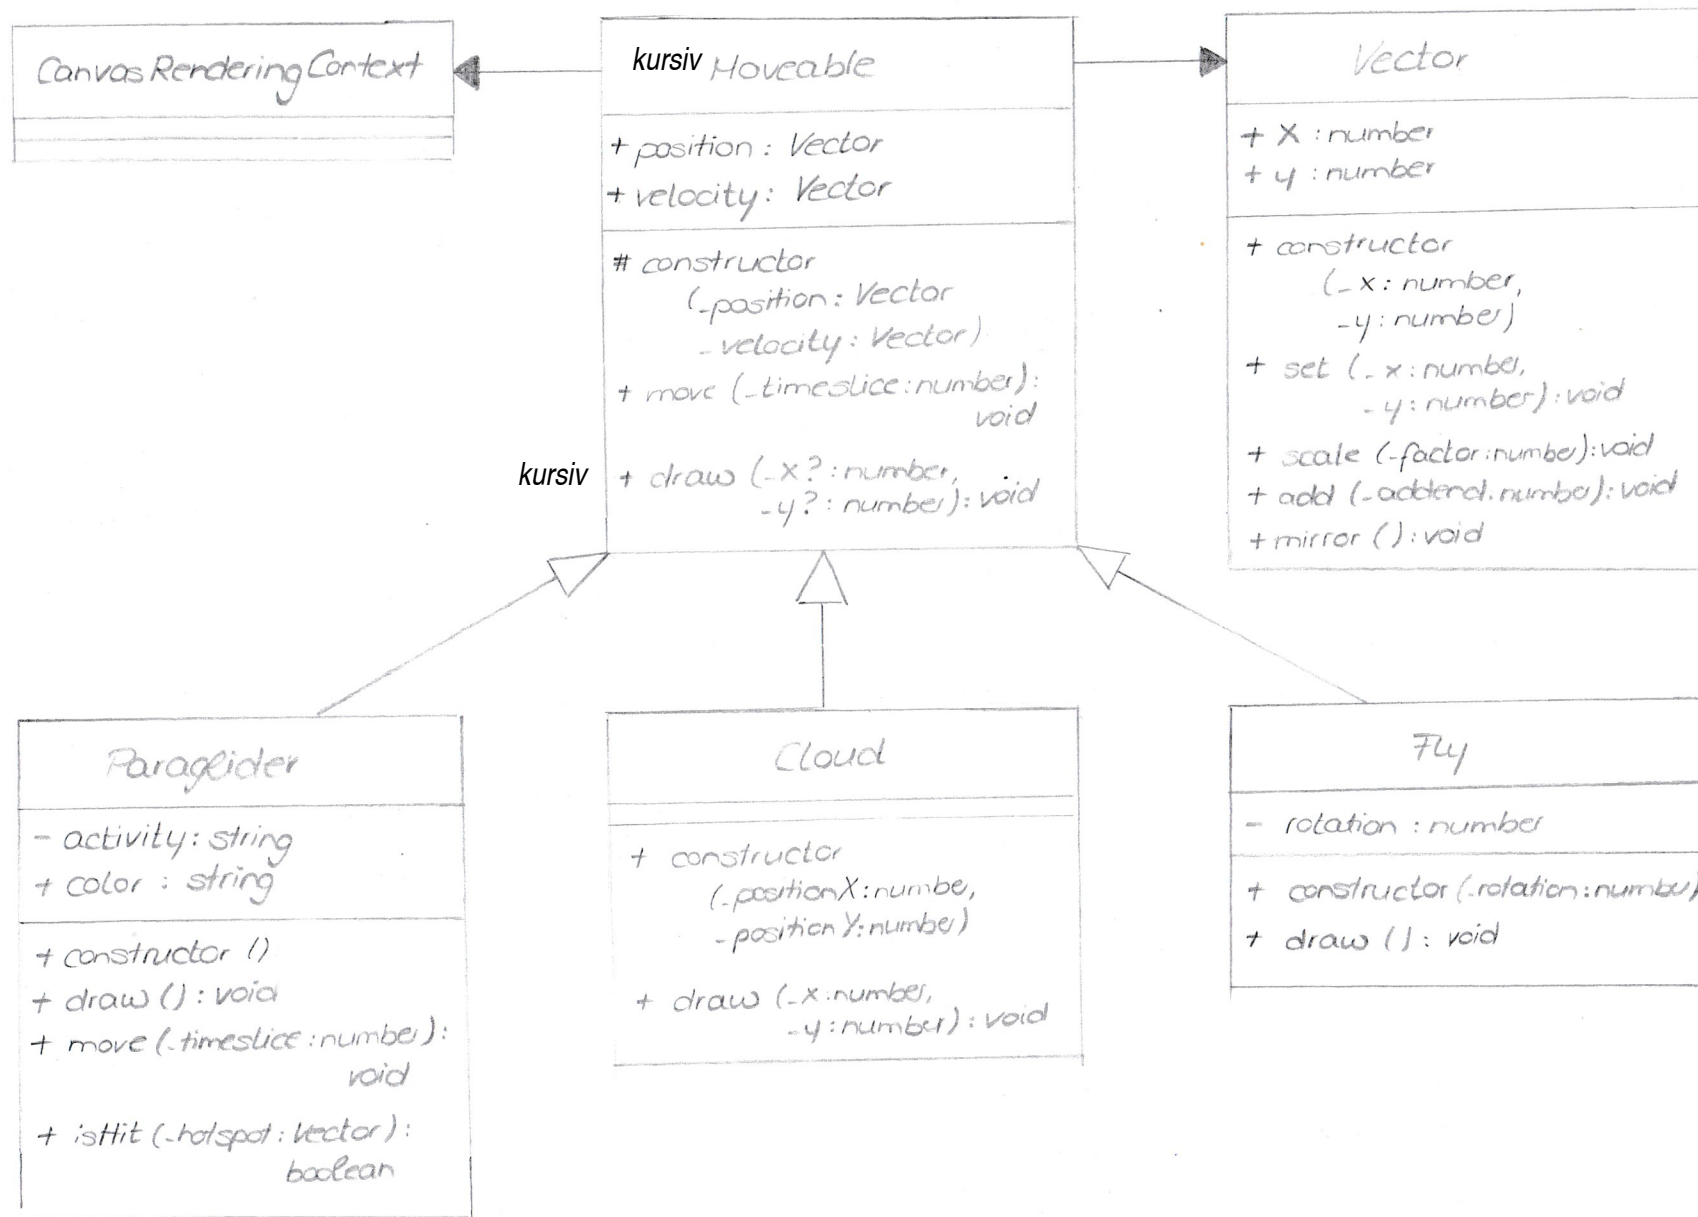 CanvasRenderingContext
kursiv Moveable
+ position : Vector
+ velocity : Vector
# constructor
(_position : Vector
_velocity : Vector)
+ move (_timeslice : number) :
void
kursiv + draw (_x? : number,
_y? : number) : void
Vector
+ X : number
+ y : number
+ constructor
(_x : number,
_y : number)
+ set (_x : number,
_y : number) : void
+ scale (_factor : number) : void
+ add (_addend . number) : void
+ mirror () : void
Paraglider
- activity : string
+ color : string
+ constructor ()
+ draw () : void
+ move (_timeslice : number) :
void
+ isHit (_hotspot : Vector) :
boolean
Cloud
+ constructor
(_positionX : numbe,
_positionY : number)
+ draw (_x : number,
_y : number) : void
Fly
- rotation : number
+ constructor (_rotation : number)
+ draw () : void